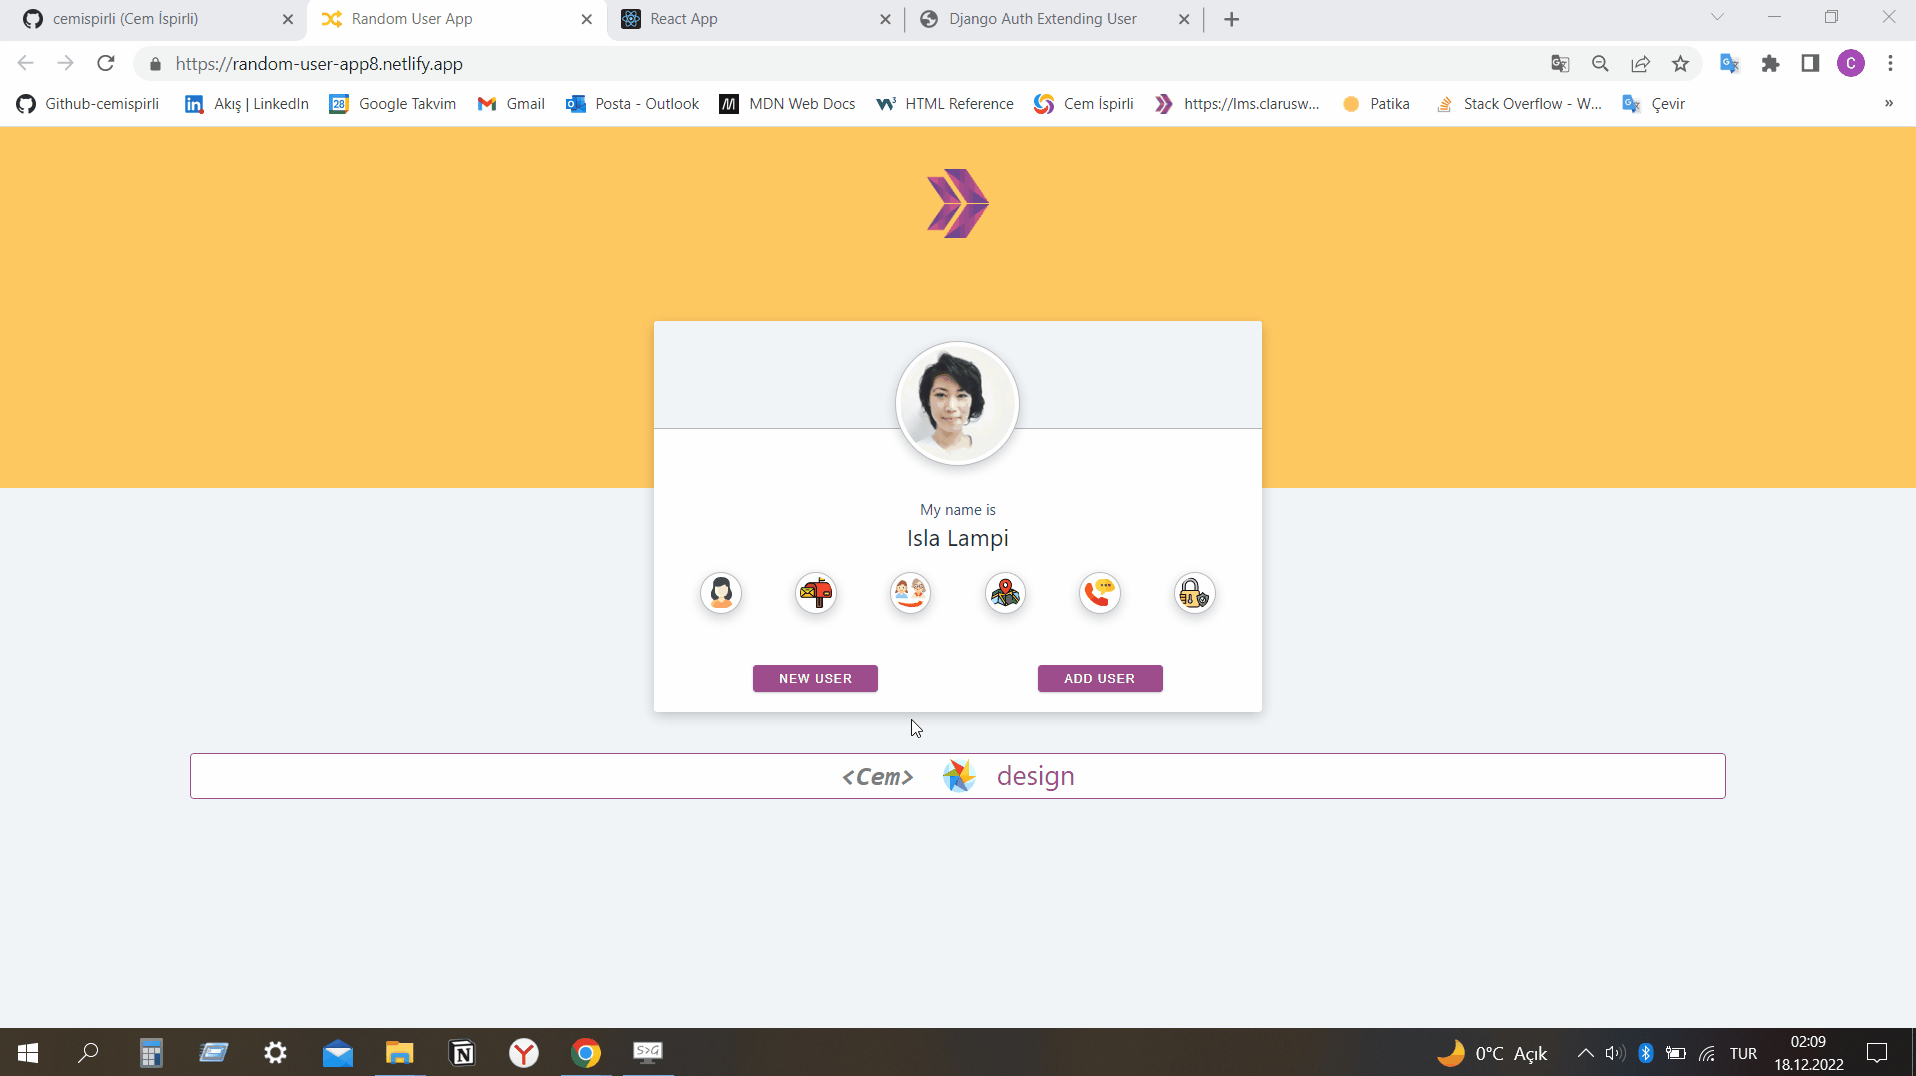 cemispirli (Cem İspirli)
Random User App
React App
Django Auth Extending User
https://random-user-app8.netlify.app
C
Github-cemispirli
in
Akış | LinkedIn
28
Google Takvim
Gmail
Posta - Outlook
MDN Web Docs
HTML Reference
Cem İspirli
https://lms.clarusw...
Patika
Stack Overflow - W...
Çevir
»
My name is
Isla Lampi
NEW USER
ADD USER
<Cem>
design
S>G
0°C Açık
TUR
02:09
18.12.2022